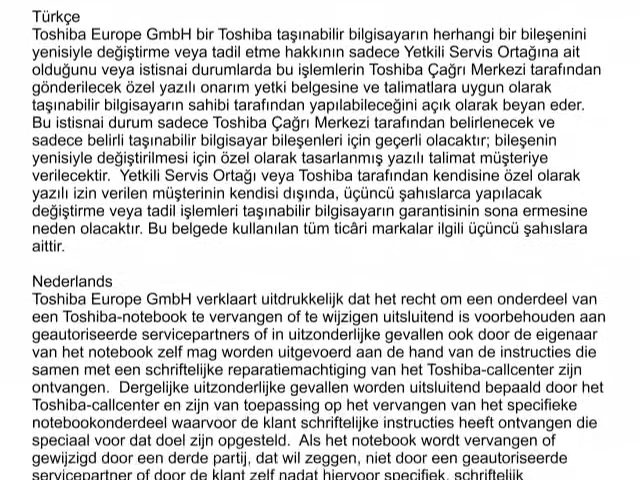 Türkçe
Toshiba Europe GmbH bir Toshiba taşınabilir bilgisayarın herhangi bir bileşenini
yenisiyle değiştirme veya tadil etme hakkının sadece Yetkili Servis Ortağına ait
olduğunu veya istisnai durumlarda bu işlemlerin Toshiba Çağrı Merkezi tarafından
gönderilecek özel yazılı onarım yetki belgesine ve talimatlara uygun olarak
taşınabilir bilgisayarın sahibi tarafından yapılabileceğini açık olarak beyan eder.
Bu istisnai durum sadece Toshiba Çağrı Merkezi tarafından belirlenecek ve
sadece belirli taşınabilir bilgisayar bileşenleri için geçerli olacaktır; bileşenin
yenisiyle değiştirilmesi için özel olarak tasarlanmış yazılı talimat müşteriye
verilecektir.  Yetkili Servis Ortağı veya Toshiba tarafından kendisine özel olarak
yazılı izin verilen müşterinin kendisi dışında, üçüncü şahıslarca yapılacak
değiştirme veya tadil işlemleri taşınabilir bilgisayarın garantisinin sona ermesine
neden olacaktır. Bu belgede kullanılan tüm ticâri markalar ilgili üçüncü şahıslara
aittir.
Nederlands
Toshiba Europe GmbH verklaart uitdrukkelijk dat het recht om een onderdeel van
een Toshiba-notebook te vervangen of te wijzigen uitsluitend is voorbehouden aan
geautoriseerde servicepartners of in uitzonderlijke gevallen ook door de eigenaar
van het notebook zelf mag worden uitgevoerd aan de hand van de instructies die
samen met een schriftelijke reparatiemachtiging van het Toshiba-callcenter zijn
ontvangen.  Dergelijke uitzonderlijke gevallen worden uitsluitend bepaald door het
Toshiba-callcenter en zijn van toepassing op het vervangen van het specifieke
notebookonderdeel waarvoor de klant schriftelijke instructies heeft ontvangen die
speciaal voor dat doel zijn opgesteld.  Als het notebook wordt vervangen of
gewijzigd door een derde partij, dat wil zeggen, niet door een geautoriseerde
servicepartner of door de klant zelf nadat hiervoor specifiek, schriftelijk